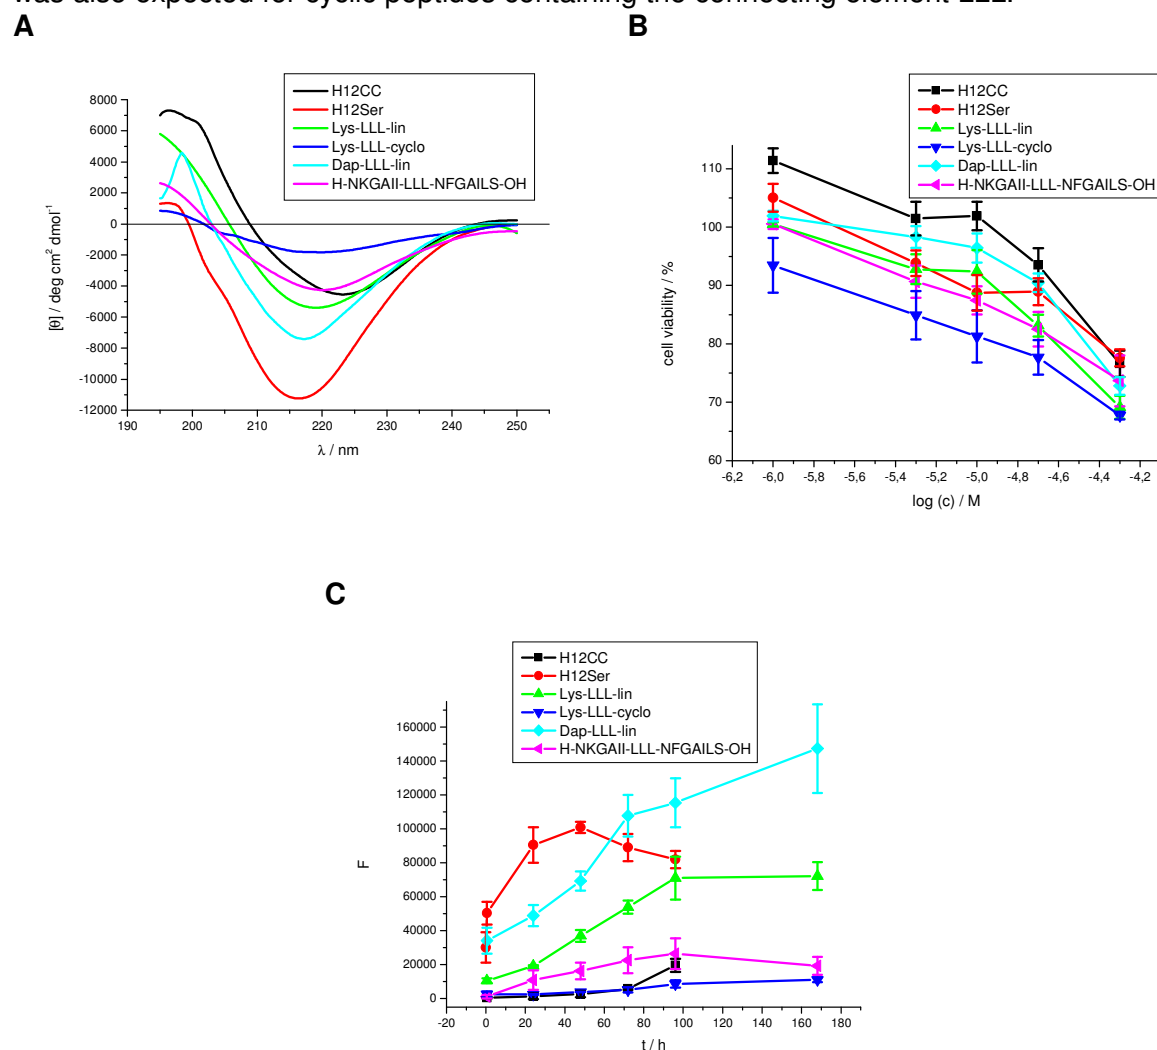 was also expected for cyclic peptides containing the connecting element LLL.
A
B
H12CC
H12Ser
Lys-LLL-lin
Lys-LLL-cyclo
Dap-LLL-lin
H-NKGAII-LLL-NFGAILS-OH
8000
6000
4000
2000
0
-2000
-4000
-6000
-8000
-10000
-12000
[θ] / deg cm² dmol⁻¹
190 200 210 220 230 240 250
λ / nm
H12CC
H12Ser
Lys-LLL-lin
Lys-LLL-cyclo
Dap-LLL-lin
H-NKGAII-LLL-NFGAILS-OH
110
100
90
80
70
60
cell viability / %
-6,2 -6,0 -5,8 -5,6 -5,4 -5,2 -5,0 -4,8 -4,6 -4,4 -4,2
log (c) / M
C
H12CC
H12Ser
Lys-LLL-lin
Lys-LLL-cyclo
Dap-LLL-lin
H-NKGAII-LLL-NFGAILS-OH
160000
140000
120000
100000
80000
60000
40000
20000
0
F
-20 0 20 40 60 80 100 120 140 160 180
t / h